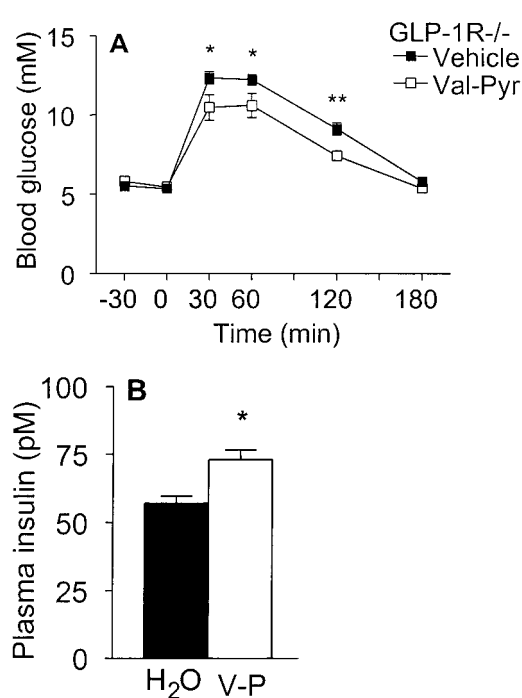 A
GLP-1R-/-
Vehicle
Val-Pyr
* * **
Blood glucose (mM)
15
10
5
0
-30 0 30 60 120 180
Time (min)
B
*
Plasma insulin (pM)
100
75
50
25
0
H₂O V-P